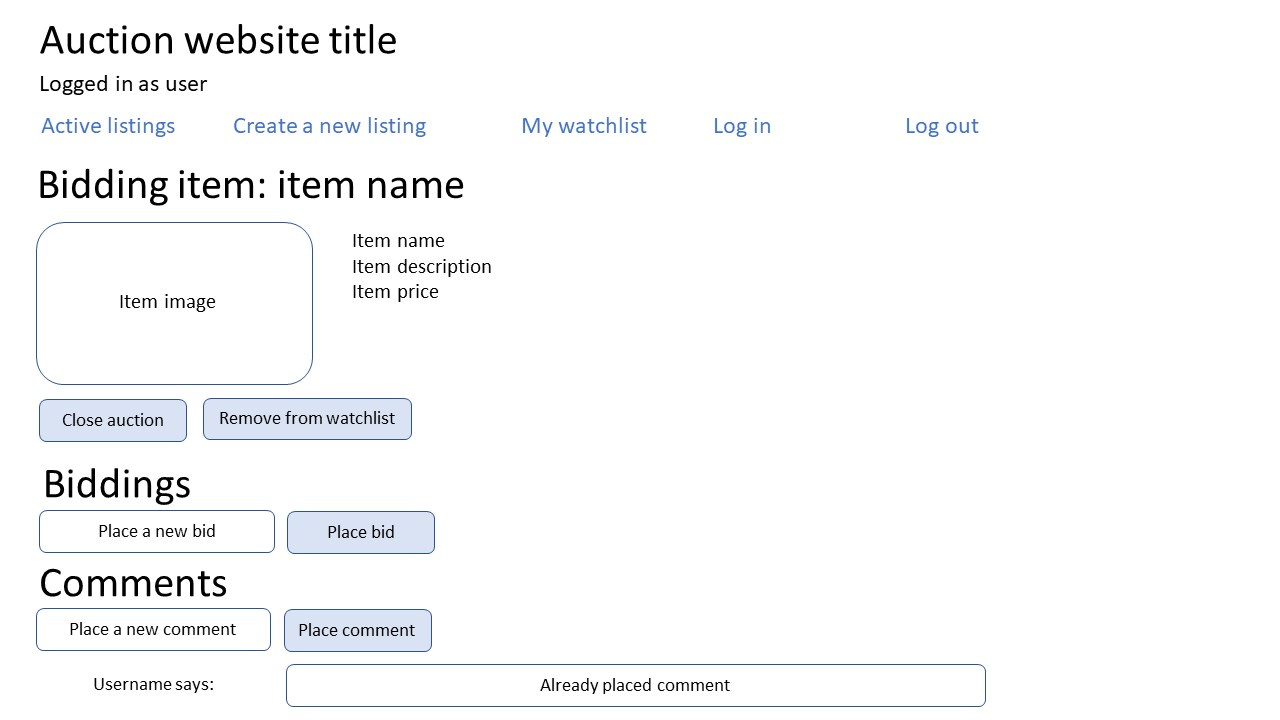 Auction website title
Logged in as user
Active listings Create a new listing My watchlist Log in Log out
Bidding item: item name
Item image
Item name
Item description
Item price
Close auction Remove from watchlist
Biddings
Place a new bid Place bid
Comments
Place a new comment Place comment
Username says: Already placed comment